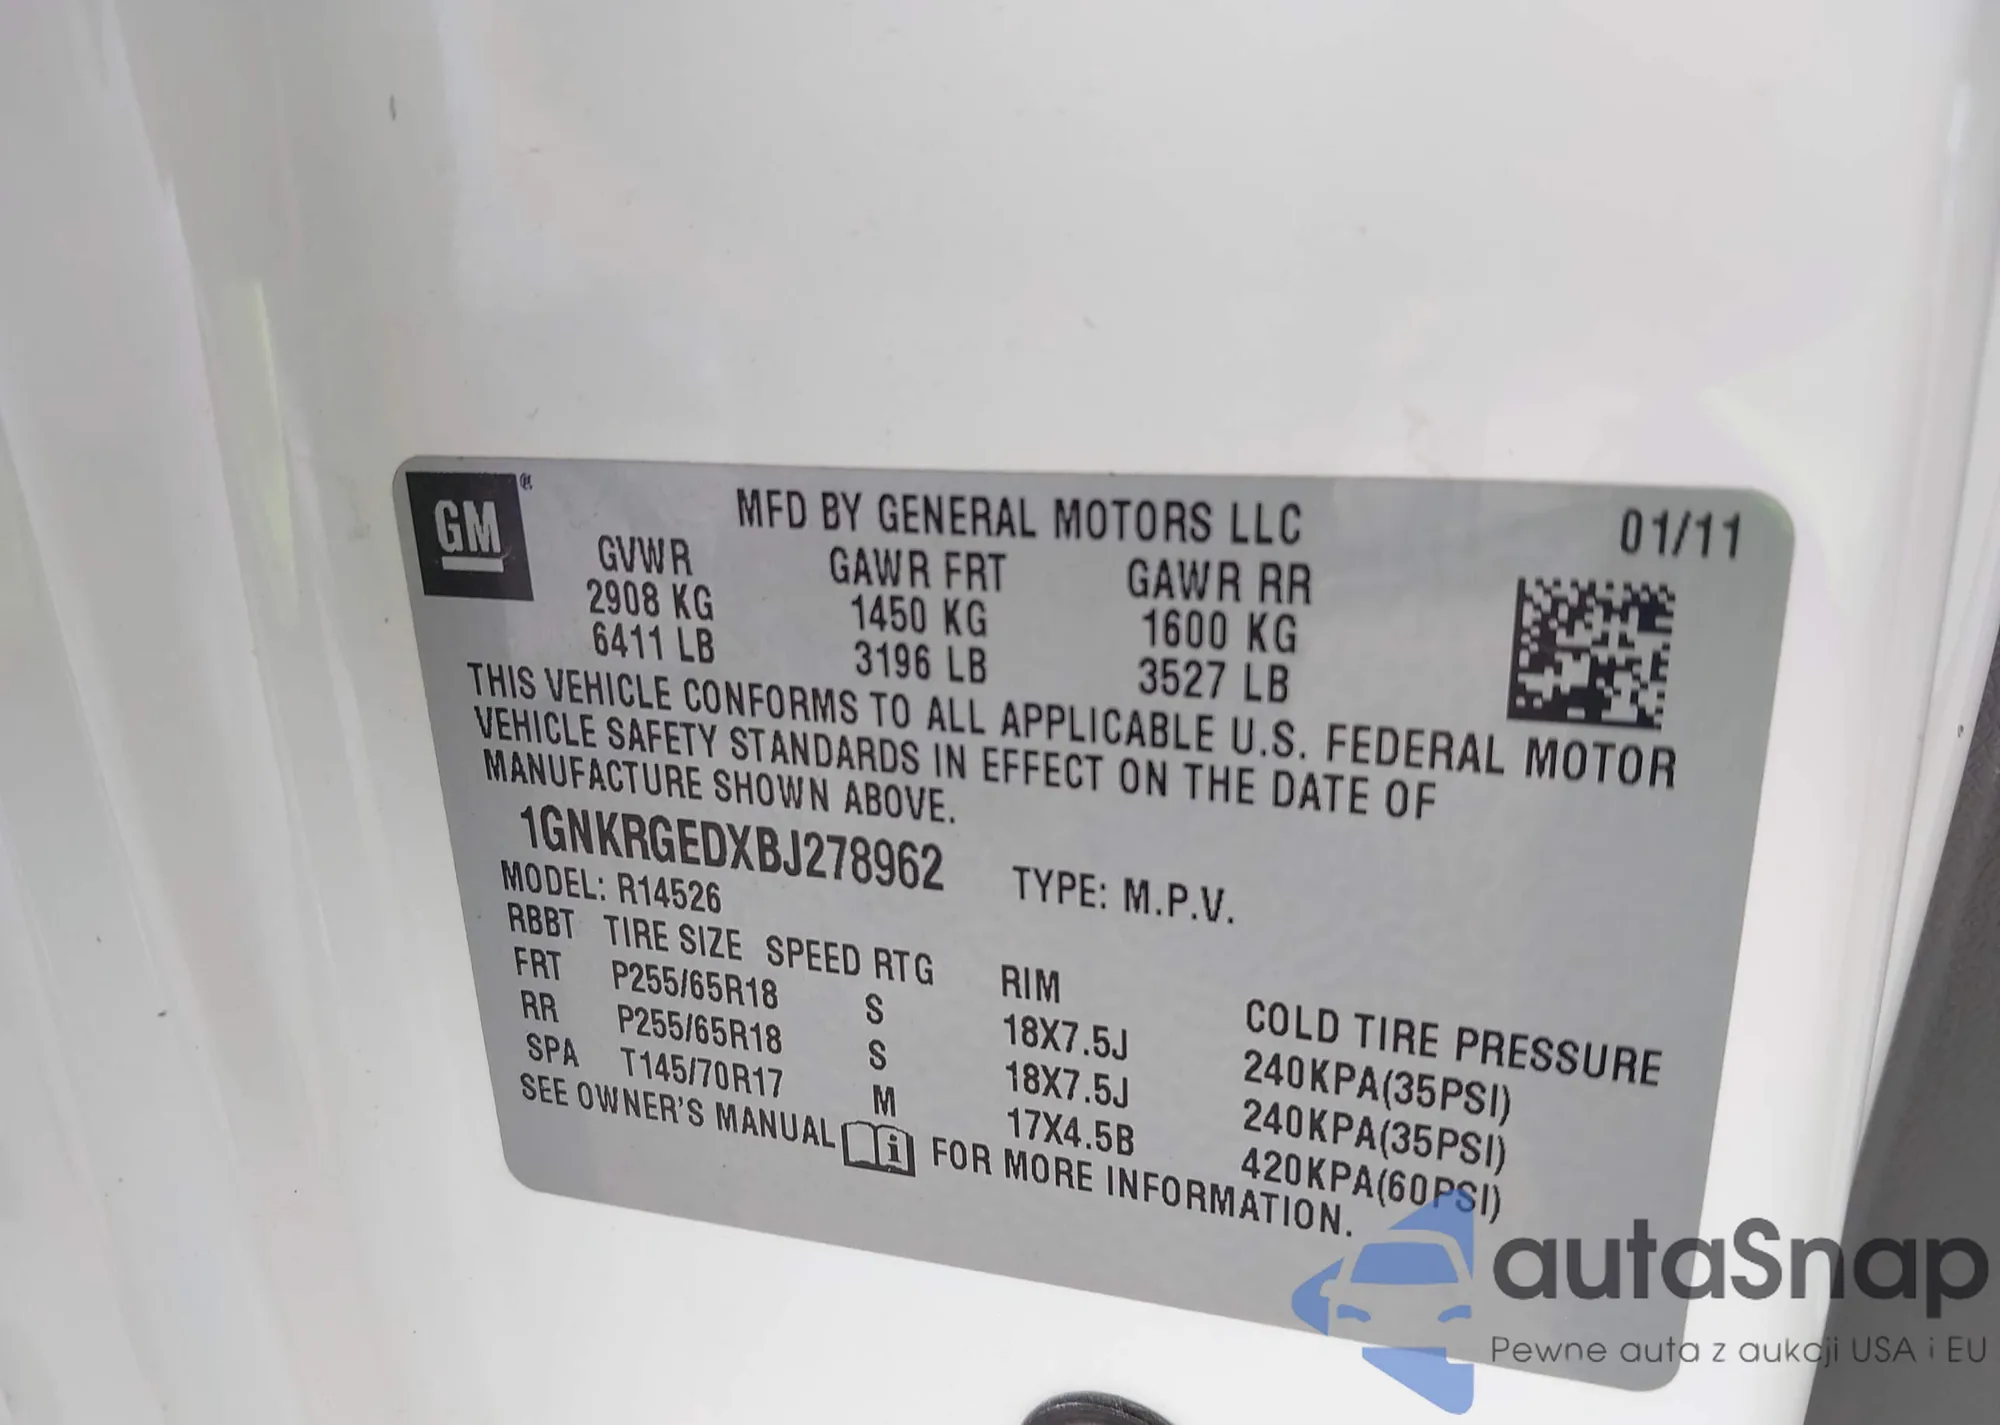 GM ®
MFD BY GENERAL MOTORS LLC 01/11
GVWR GAWR FRT GAWR RR
2908 KG 1450 KG 1600 KG
6411 LB 3196 LB 3527 LB
THIS VEHICLE CONFORMS TO ALL APPLICABLE U.S. FEDERAL MOTOR
VEHICLE SAFETY STANDARDS IN EFFECT ON THE DATE OF
MANUFACTURE SHOWN ABOVE.
1GNKRGEDXBJ278962 TYPE: M.P.V.
MODEL: R14526
RBBT TIRE SIZE SPEED RTG RIM COLD TIRE PRESSURE
FRT P255/65R18 S 18X7.5J 240KPA(35PSI)
RR P255/65R18 S 18X7.5J 240KPA(35PSI)
SPA T145/70R17 M 17X4.5B 420KPA(60PSI)
SEE OWNER'S MANUAL i FOR MORE INFORMATION.
autaSnap
Pewne auta z aukcji USA i EU